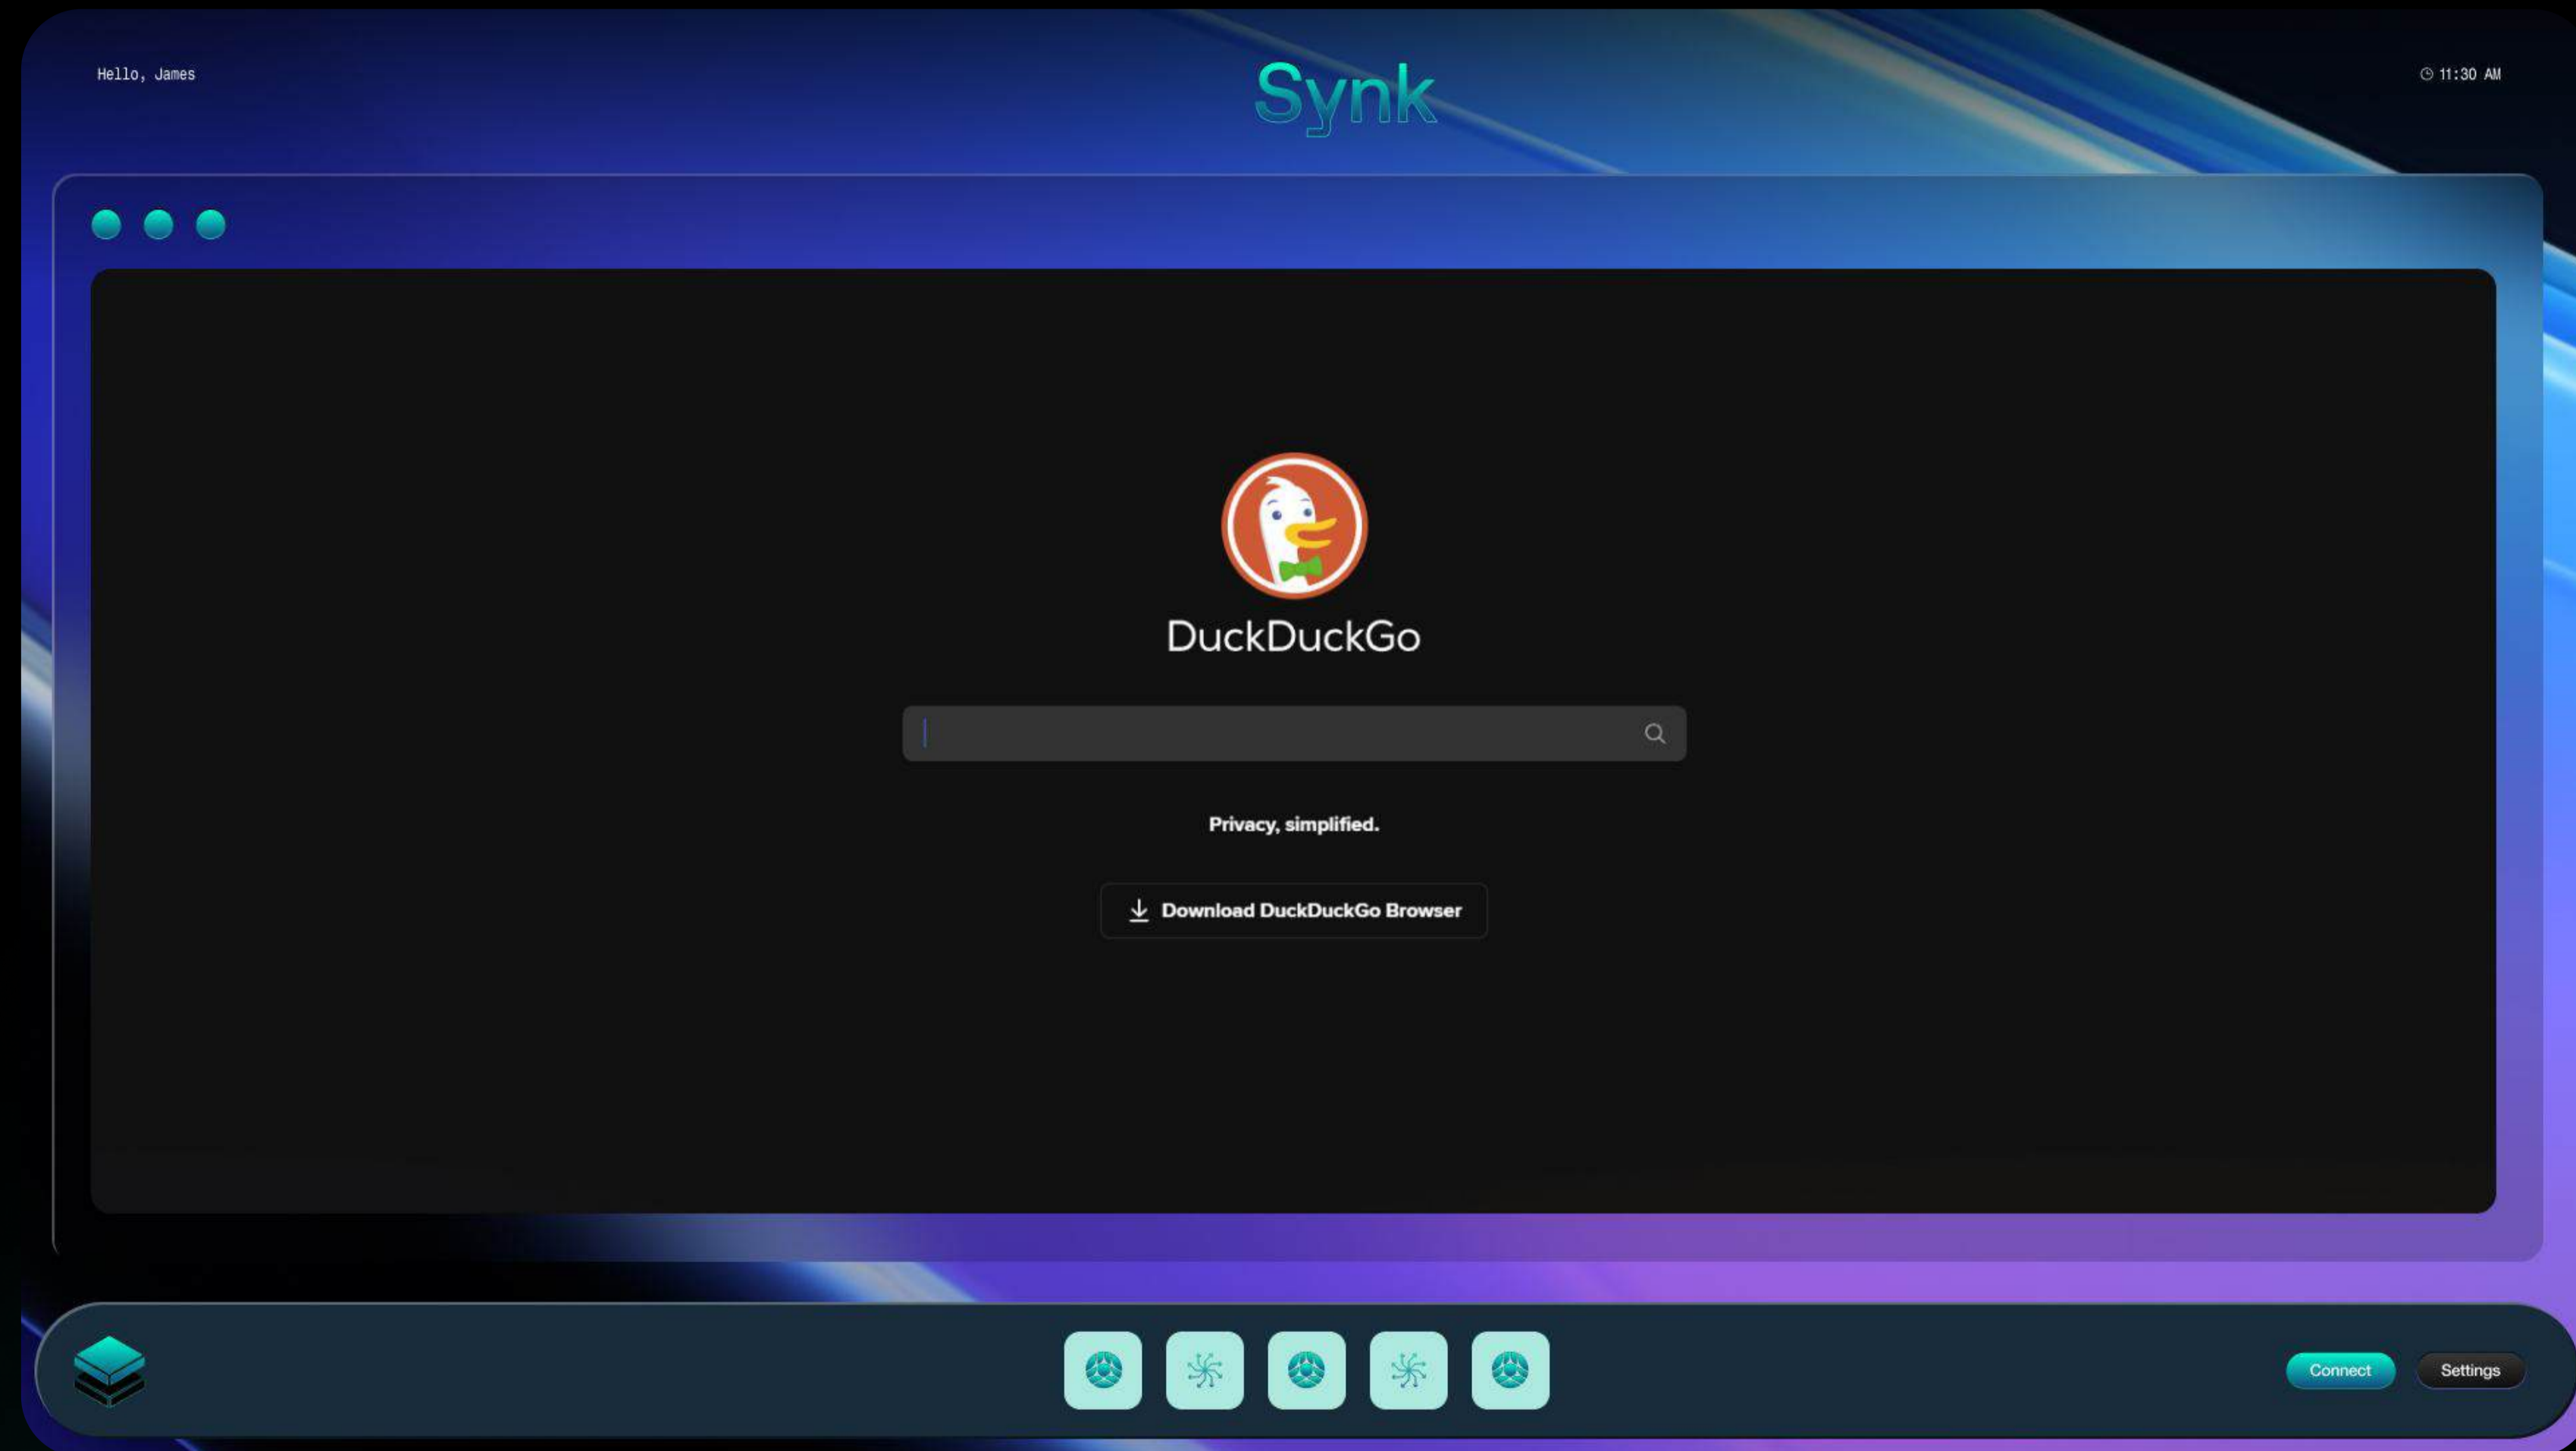 Hello, James
Synk
11:30 AM
DuckDuckGo
Privacy, simplified.
Download DuckDuckGo Browser
Connect
Settings